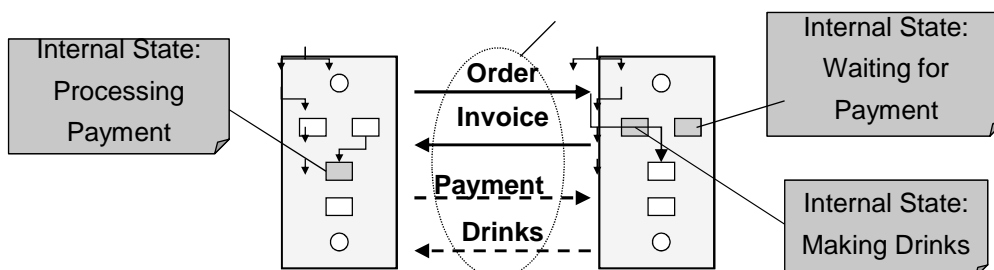 Internal State:
Processing
Payment
Order
Invoice
Payment
Drinks
Internal State:
Waiting for
Payment
Internal State:
Making Drinks